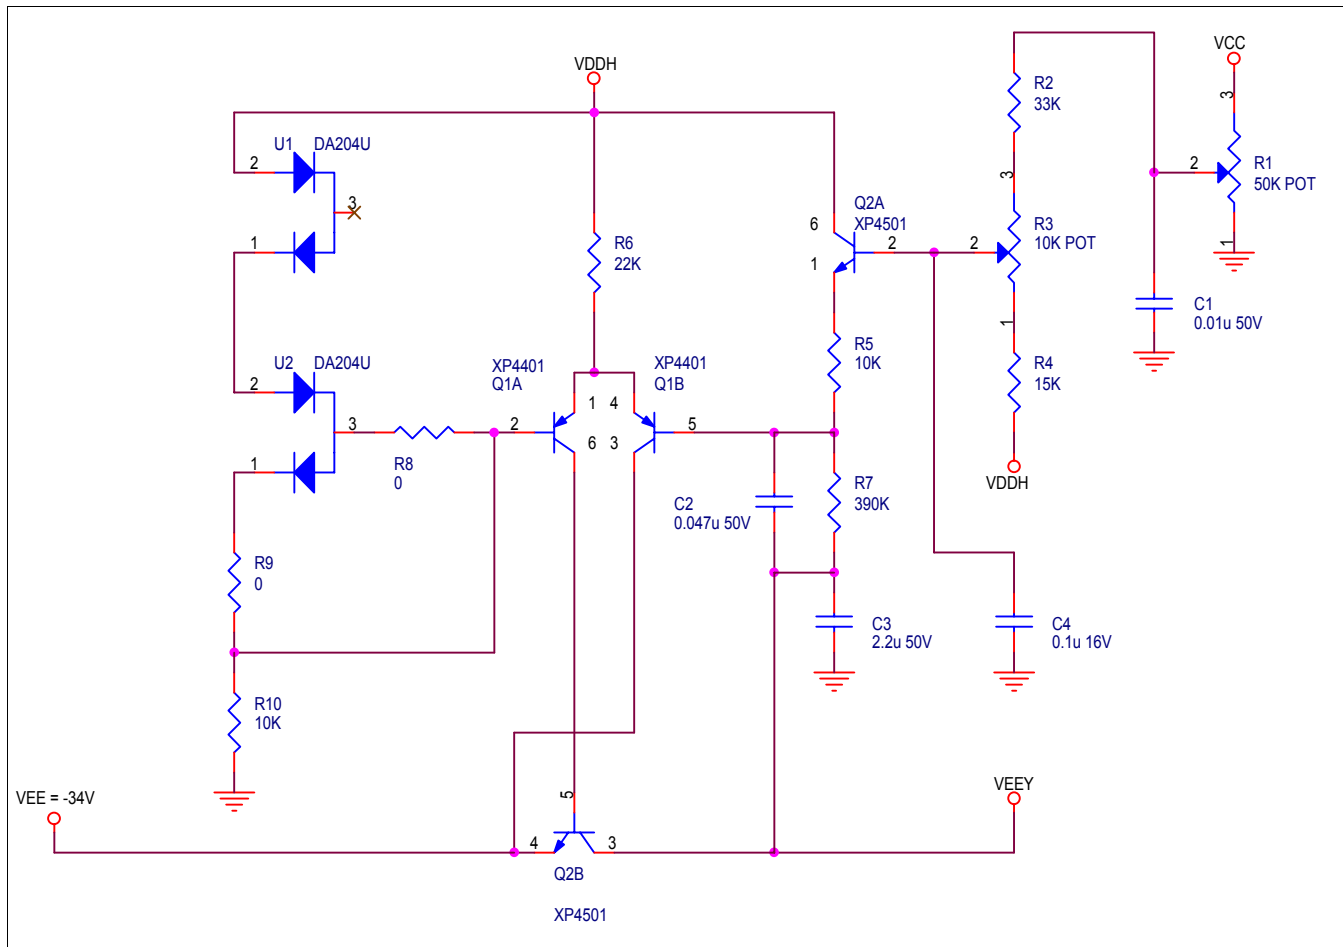 VDDH
VCC
R2
33K
3
2
R1
50K POT
1
U1 DA204U
2
3
1
Q2A
XP4501
6
2
1
3
2
R3
10K POT
1
R6
22K
C1
0.01u 50V
R5
10K
R4
15K
VDDH
U2 DA204U
2
3
1
R8
0
XP4401
Q1A
XP4401
Q1B
2
1 4
6 3
5
C2
0.047u 50V
R7
390K
R9
0
C3
2.2u 50V
C4
0.1u 16V
R10
10K
VEE = -34V
VEEY
5
4
3
Q2B
XP4501